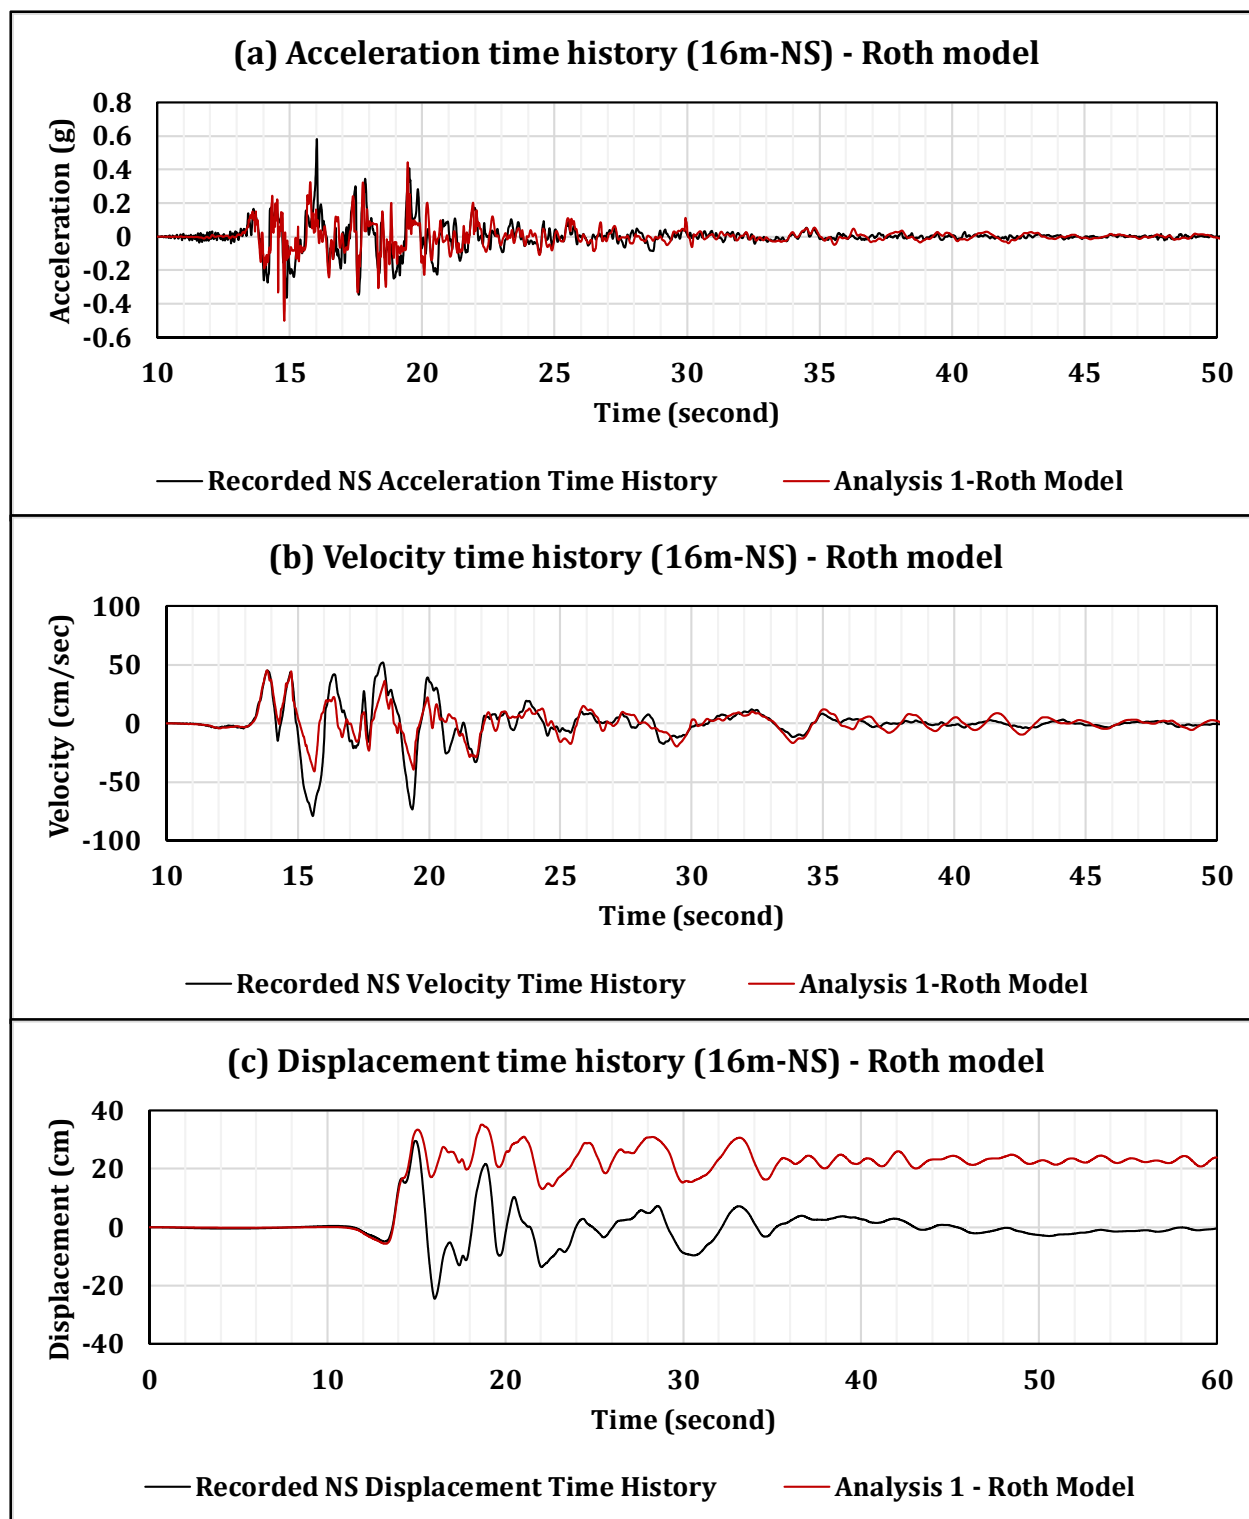 (a) Acceleration time history (16m-NS) - Roth model
Acceleration (g)
0.8
0.6
0.4
0.2
0
-0.2
-0.4
-0.6
10 15 20 25 30 35 40 45 50
Time (second)
Recorded NS Acceleration Time History Analysis 1-Roth Model
(b) Velocity time history (16m-NS) - Roth model
Velocity (cm/sec)
100
50
0
-50
-100
10 15 20 25 30 35 40 45 50
Time (second)
Recorded NS Velocity Time History Analysis 1-Roth Model
(c) Displacement time history (16m-NS) - Roth model
Displacement (cm)
40
20
0
-20
-40
0 10 20 30 40 50 60
Time (second)
Recorded NS Displacement Time History Analysis 1 - Roth Model